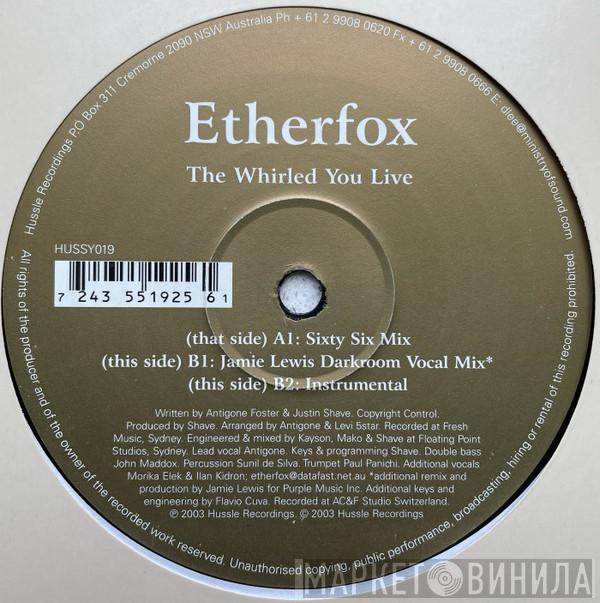 Hussle Recordings PO Box 311 Cremorne 2090 NSW Australia Ph + 61 2 9908 0620 Fx + 61 2 9908 0666 E: dlee@ministryofsound.com
Etherfox
The Whirled You Live
HUSSY019
7 243 551925 61
(that side) A1: Sixty Six Mix
(this side) B1: Jamie Lewis Darkroom Vocal Mix*
(this side) B2: Instrumental
Written by Antigone Foster & Justin Shave. Copyright Control.
Produced by Shave. Arranged by Antigone & Levi 5star. Recorded at Fresh
Music, Sydney. Engineered & mixed by Kayson, Mako & Shave at Floating Point
Studios, Sydney. Lead vocal Antigone. Keys & programming Shave. Double bass
John Maddox. Percussion Sunil de Silva. Trumpet Paul Panichi. Additional vocals
Morika Elek & Ilan Kidron; etherfox@datafast.net.au *additional remix and
production by Jamie Lewis for Purple Music Inc. Additional keys and
engineering by Flavio Cuva. Recorded at AC&F Studio Switzerland.
℗ 2003 Hussle Recordings. © 2003 Hussle Recordings
All rights of the producer and of the owner of the recorded work reserved. Unauthorised copying, public performance, broadcasting, hiring or rental of this recording prohibited.
МАРКЕТ ВИНИЛА